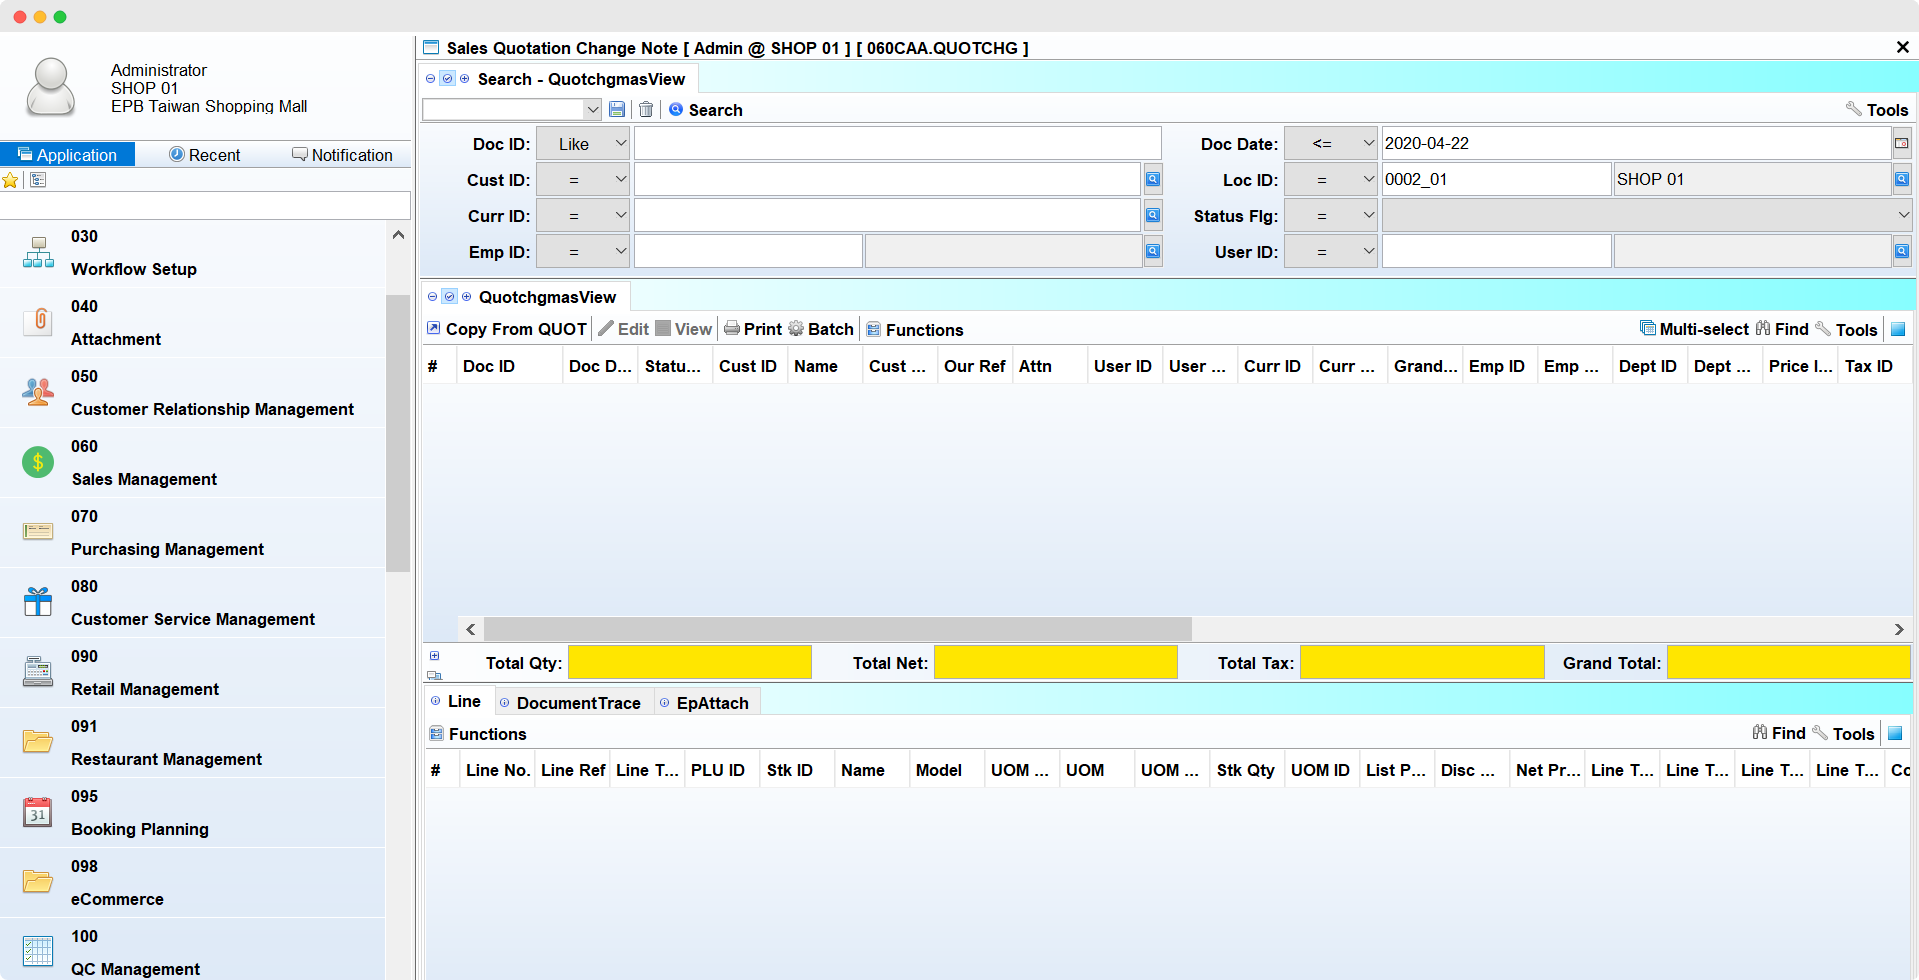 Administrator
SHOP 01
EPB Taiwan Shopping Mall
Application
Recent
Notification
030
Workflow Setup
040
Attachment
050
Customer Relationship Management
060
Sales Management
070
Purchasing Management
080
Customer Service Management
090
Retail Management
091
Restaurant Management
095
Booking Planning
098
eCommerce
100
QC Management
Sales Quotation Change Note [ Admin @ SHOP 01 ] [ 060CAA.QUOTCHG ]
Search - QuotchgmasView
Search
Tools
Doc ID: Like
Doc Date: <= 2020-04-22
Cust ID: =
Loc ID: = 0002_01 SHOP 01
Curr ID: =
Status Flg: =
Emp ID: =
User ID: =
QuotchgmasView
Copy From QUOT Edit View Print Batch Functions
Multi-select Find Tools
# Doc ID Doc D... Statu... Cust ID Name Cust ... Our Ref Attn User ID User ... Curr ID Curr ... Grand... Emp ID Emp ... Dept ID Dept ... Price I... Tax ID
Total Qty: Total Net: Total Tax: Grand Total:
Line DocumentTrace EpAttach
Functions
Find Tools
# Line No. Line Ref Line T... PLU ID Stk ID Name Model UOM ... UOM UOM ... Stk Qty UOM ID List P... Disc ... Net Pr... Line T... Line T... Line T... Line T... Co
31